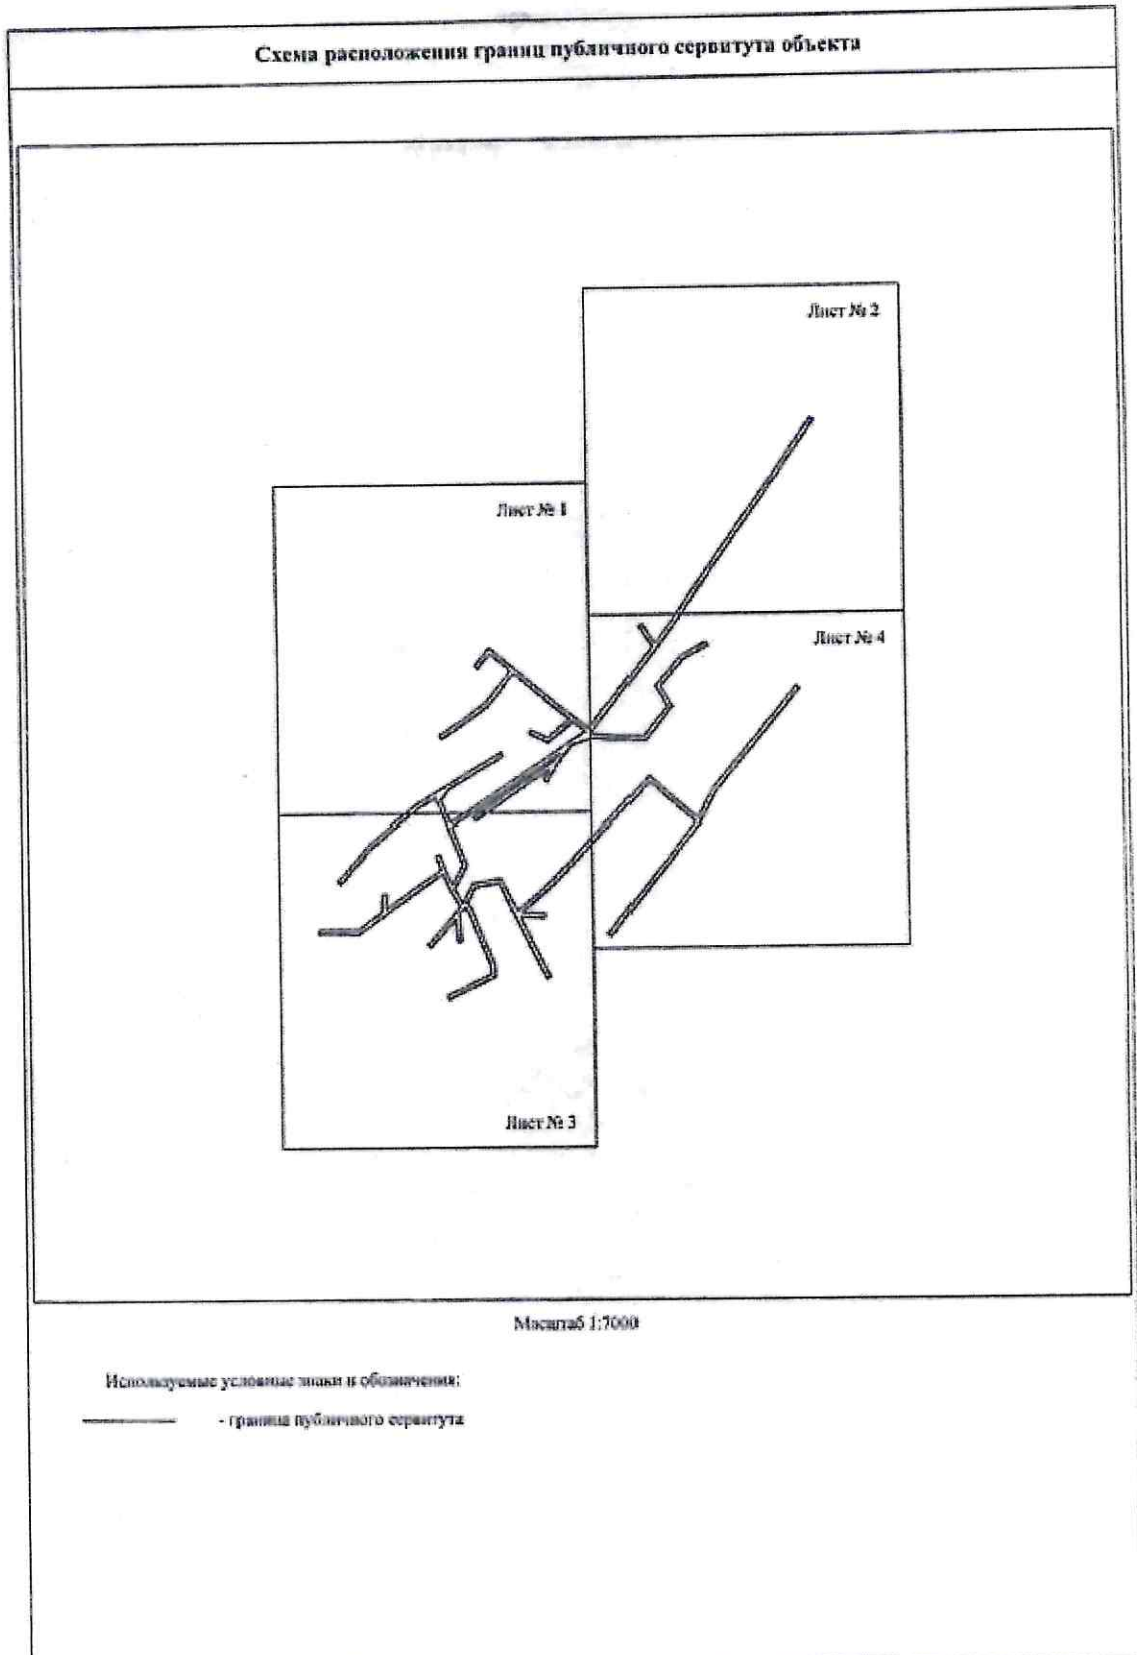 Схема расположения границ публичного сервитута объекта
Лист № 2
Лист № 1
Лист № 4
Лист № 3
Масштаб 1:7000
Используемые условные знаки и обозначения:
- граница публичного сервитута